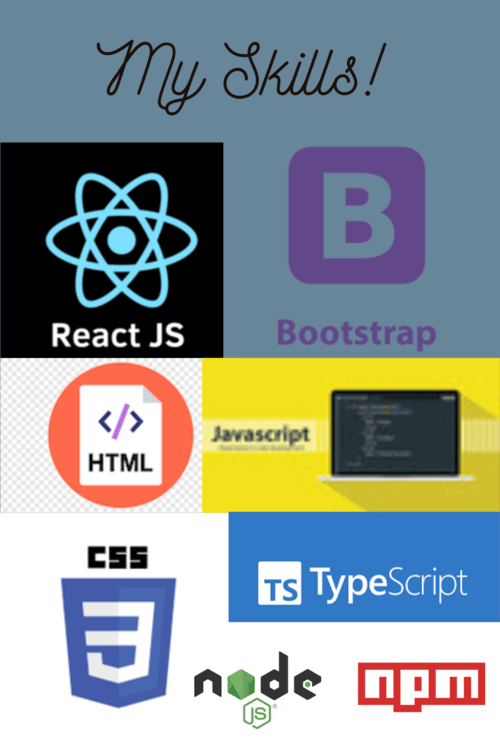 My Skills!
React JS
B
Bootstrap
</>
HTML
Javascript
CSS
3
TS TypeScript
node
JS
npm